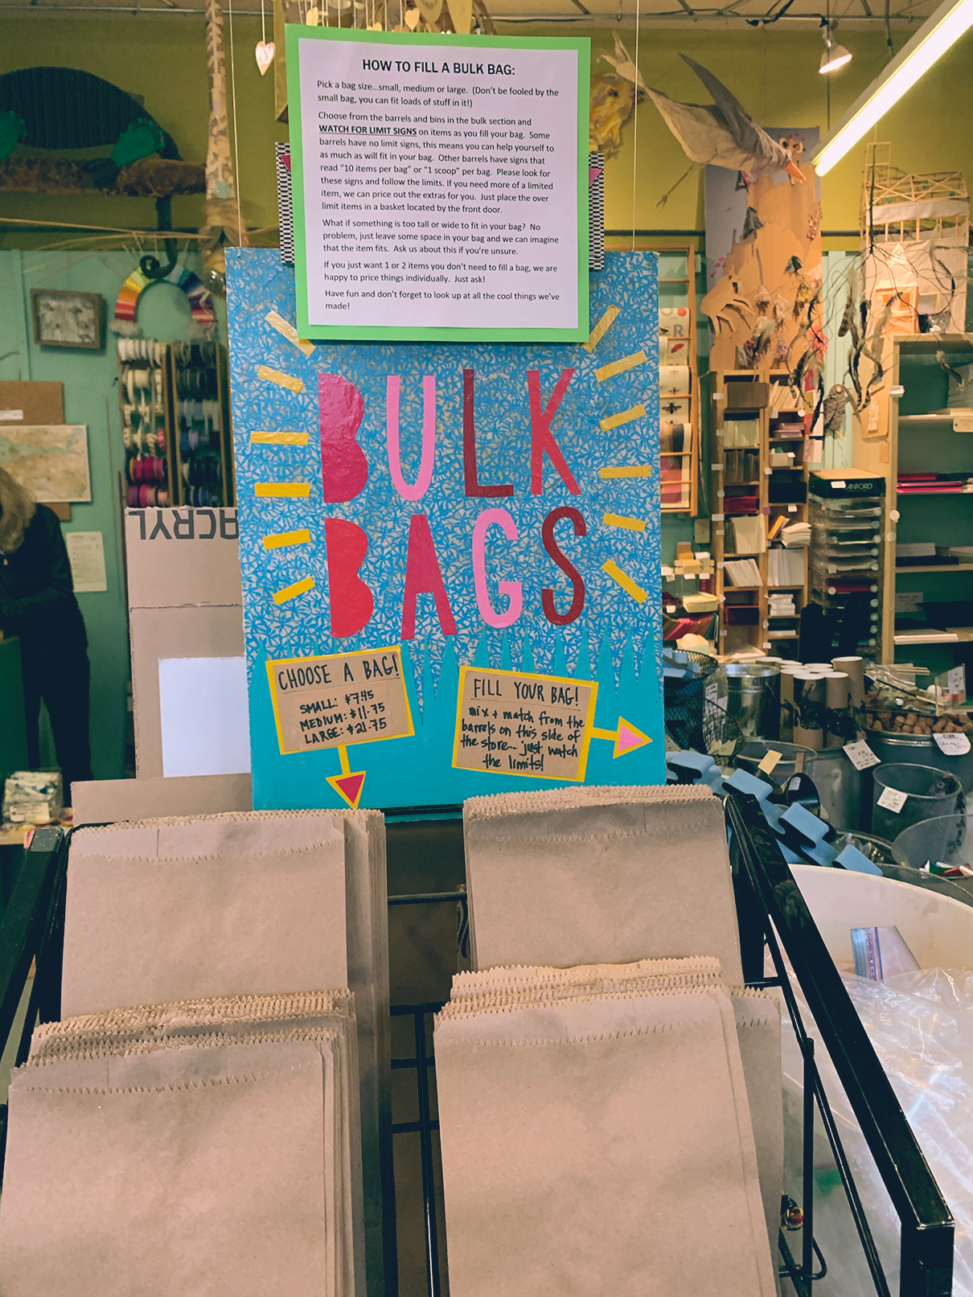 HOW TO FILL A BULK BAG:
Pick a bag size...small, medium or large. (Don't be fooled by the
small bag, you can fit loads of stuff in it!)
Choose from the barrels and bins in the bulk section and
WATCH FOR LIMIT SIGNS on items as you fill your bag. Some
barrels have no limit signs, this means you can help yourself to
as much as will fit in your bag. Other barrels have signs that
read "10 items per bag" or "1 scoop" per bag. Please look for
these signs and follow the limits. If you need more of a limited
item, we can price out the extras for you. Just place the over
limit items in a basket located by the front door.
What if something is too tall or wide to fit in your bag? No
problem, just leave some space in your bag and we can imagine
that the item fits. Ask us about this if you're unsure.
If you just want 1 or 2 items you don't need to fill a bag, we are
happy to price things individually. Just ask!
Have fun and don't forget to look up at all the cool things we've
made!
BULK
BAGS
CHOOSE A BAG!
SMALL: $7.45
MEDIUM: $11.75
LARGE: $21.75
FILL YOUR BAG!
mix + match from the
barrels on this side of
the store~ just watch
the limits!
ACRYL